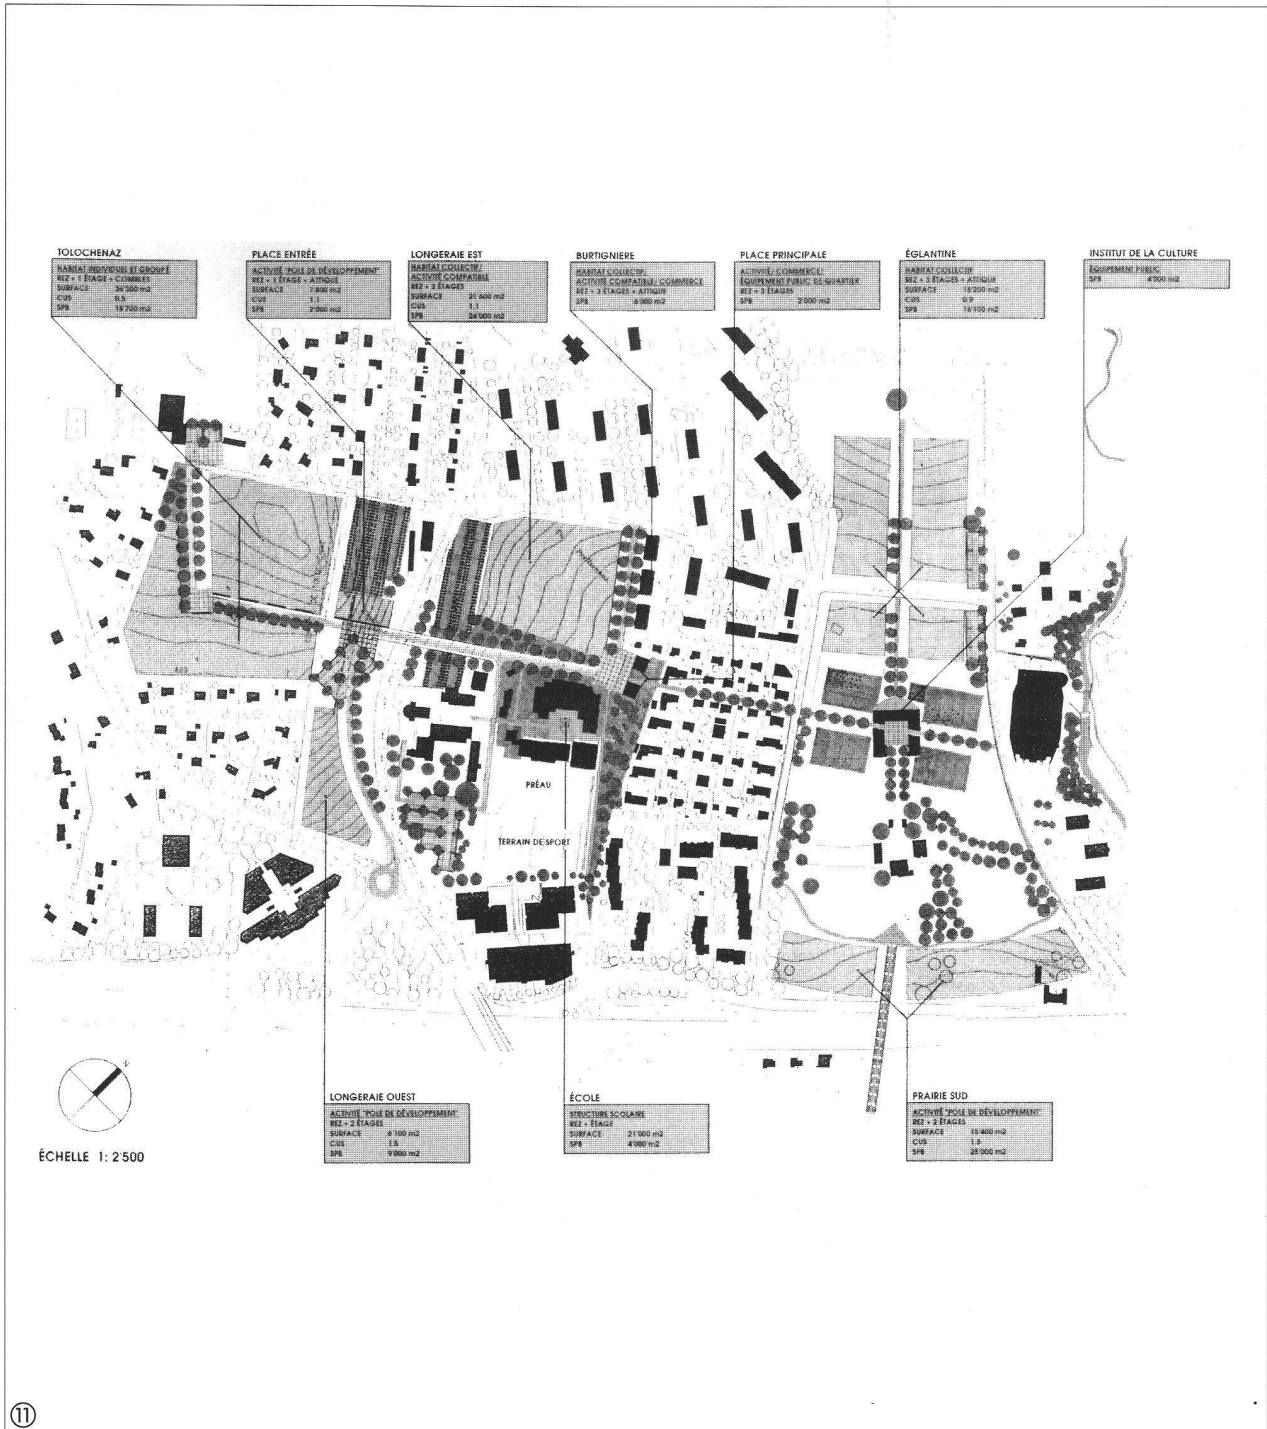 TOLOCHENAZ
HABITAT INDIVIDUEL ET GROUPÉ
REZ + 1 ÉTAGE + COMBLES
SURFACE 36'300 m2
CUS 0.5
SPB 18'700 m2
PLACE ENTRÉE
ACTIVITÉ "POLE DE DÉVELOPPEMENT"
REZ + 1 ÉTAGE + ATTIQUE
SURFACE 1'800 m2
CUS 1.1
SPB 2'000 m2
LONGERAIE EST
HABITAT COLLECTIF/
ACTIVITÉ COMPATIBLE
REZ + 2 ÉTAGES
SURFACE 21'600 m2
CUS 1.1
SPB 24'000 m2
BURTIGNIERE
HABITAT COLLECTIF/
ACTIVITÉ COMPATIBLE/ COMMERCE
REZ + 3 ÉTAGES + ATTIQUE
SPB 6'000 m2
PLACE PRINCIPALE
ACTIVITÉ/ COMMERCE/
ÉQUIPEMENT PUBLIC DE QUARTIER
REZ + 3 ÉTAGES
SPB 2'000 m2
ÉGLANTINE
HABITAT COLLECTIF
REZ + 3 ÉTAGES + ATTIQUE
SURFACE 18'200 m2
CUS 0.9
SPB 16'100 m2
INSTITUT DE LA CULTURE
ÉQUIPEMENT PUBLIC
SPB 4'000 m2
PRÉAU
TERRAIN DE SPORT
N
ÉCHELLE 1: 2'500
LONGERAIE OUEST
ACTIVITÉ "POLE DE DÉVELOPPEMENT"
REZ + 2 ÉTAGES
SURFACE 6'100 m2
CUS 1.5
SPB 9'000 m2
ÉCOLE
STRUCTURE SCOLAIRE
REZ + ÉTAGE
SURFACE 21'000 m2
SPB 4'000 m2
PRAIRIE SUD
ACTIVITÉ "POLE DE DÉVELOPPEMENT"
REZ + 2 ÉTAGES
SURFACE 15'400 m2
CUS 1.5
SPB 23'000 m2
11